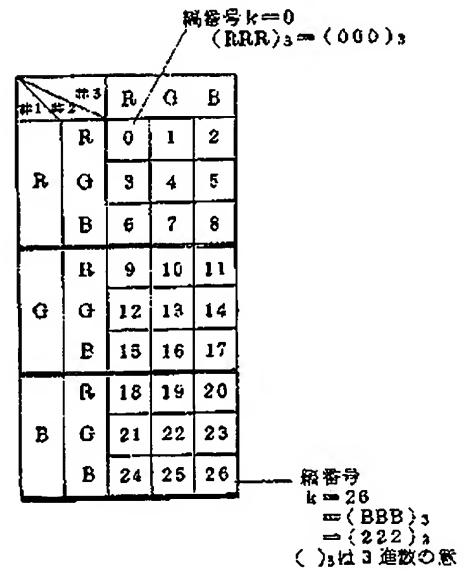 縞番号k=0
(RRR)₃=(000)₃
#1 #2 #3 R G B
R R 0 1 2
G 3 4 5
B 6 7 8
G R 9 10 11
G 12 13 14
B 15 16 17
B R 18 19 20
G 21 22 23
B 24 25 26
縞番号
k=26
=(BBB)₃
=(222)₃
( )₃は3進数の意